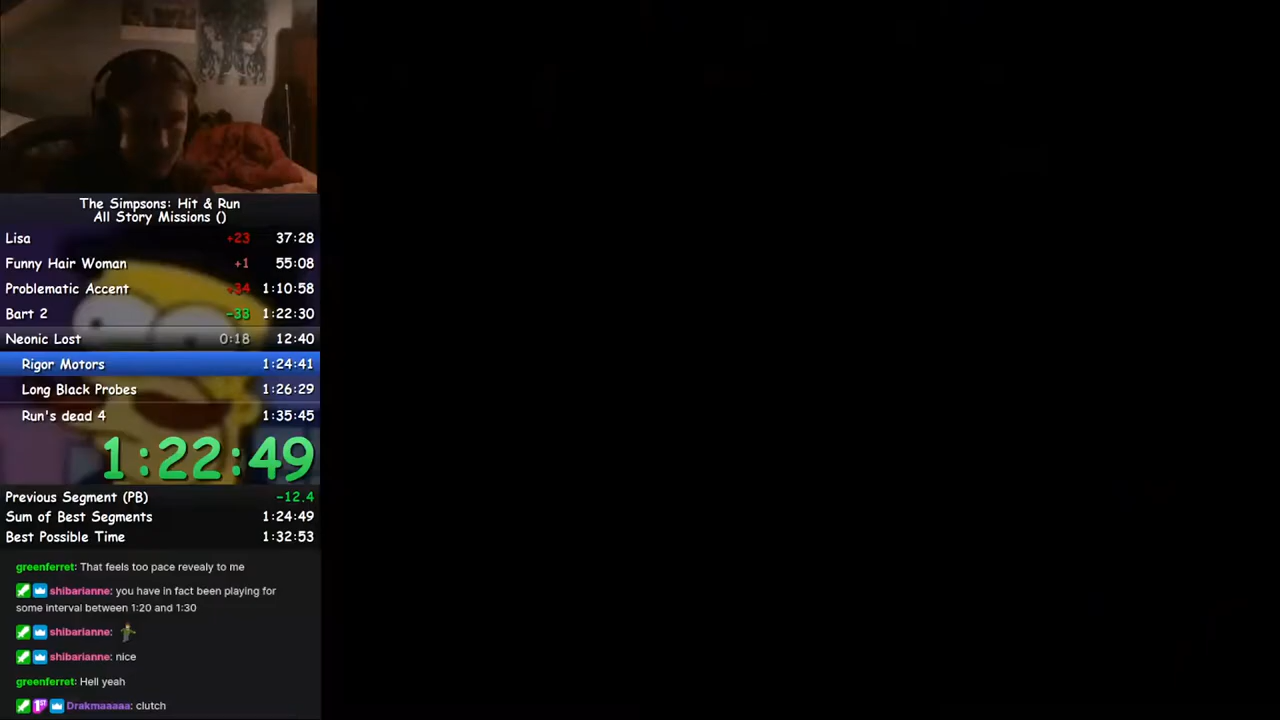 The Simpsons: Hit & Run
All Story Missions ()
Lisa +23 37:28
Funny Hair Woman +1 55:08
Problematic Accent +34 1:10:58
Bart 2 -33 1:22:30
Neonic Lost 0:18 12:40
Rigor Motors 1:24:41
Long Black Probes 1:26:29
Run's dead 4 1:35:45
1:22:49
Previous Segment (PB) -12.4
Sum of Best Segments 1:24:49
Best Possible Time 1:32:53
greenferret: That feels too pace revealy to me
shibarianne: you have in fact been playing for
some interval between 1:20 and 1:30
shibarianne:
shibarianne: nice
greenferret: Hell yeah
1st Drakmaaaaa: clutch